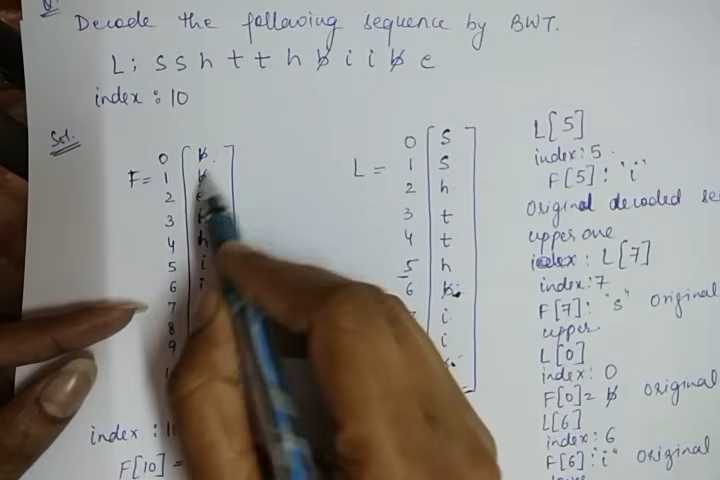 Q.
Decode the following sequence by BWT.
L: s s h t t h ƀ i i ƀ e
index: 10
Sol.
F =
0 ƀ
1 ƀ
2 e
3 h
4 h
5 i
6 i
7
8
9
L =
0 s
1 s
2 h
3 t
4 t
5 h
6 ƀ
i
i
ƀ
index: 10
F[10] =
L[5]
index: 5
F[5]: "i"
Original decoded
upper one
index: L[7]
index: 7
F[7]: "s" original
upper
L[0]
index: 0
F[0] = ƀ original
L[6]
index: 6
F[6]: "i" original